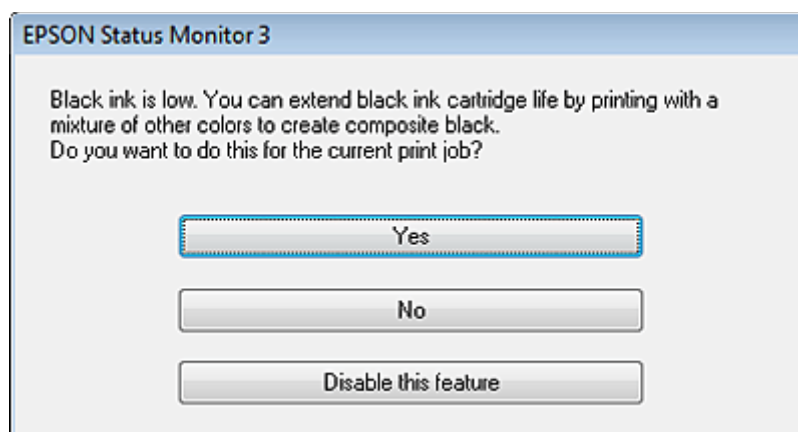 EPSON Status Monitor 3
Black ink is low. You can extend black ink cartridge life by printing with a
mixture of other colors to create composite black.
Do you want to do this for the current print job?
Yes
No
Disable this feature